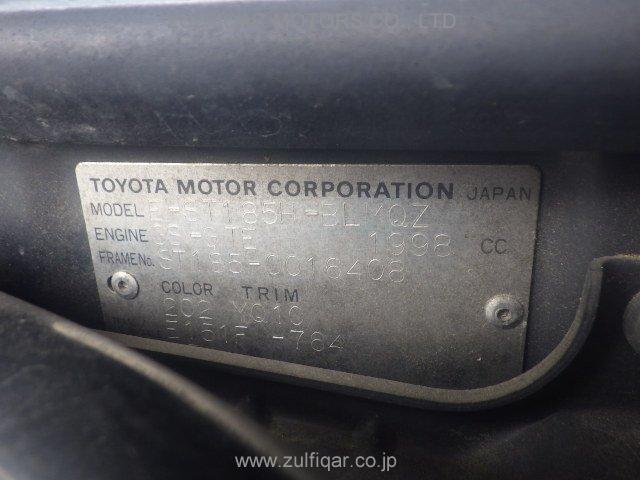 MOTORS CO LTD
TOYOTA MOTOR CORPORATION JAPAN
MODEL E-ST185H-BLMQZ
ENGINE 3S-GTE 1998 CC
FRAME No. ST185-0016408
COLOR TRIM
202 YQ10
E151F -784
www.zulfiqar.co.jp